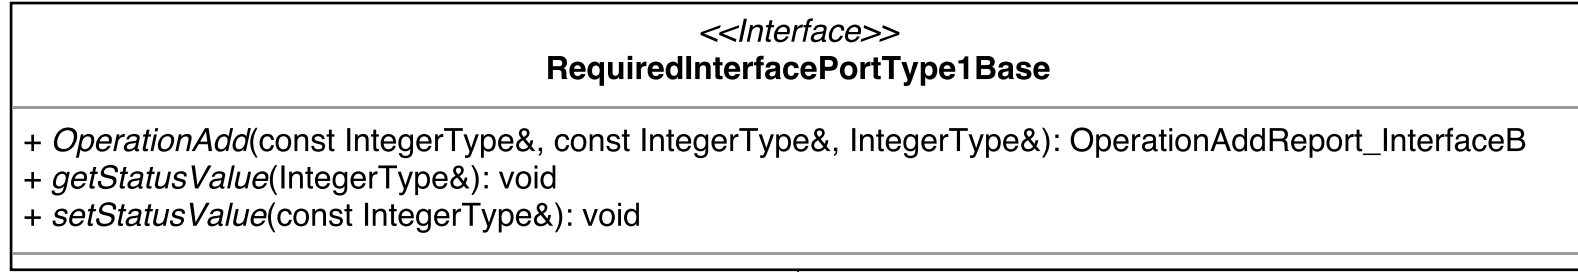 <<Interface>>
RequiredInterfacePortType1Base
+ OperationAdd(const IntegerType&, const IntegerType&, IntegerType&): OperationAddReport_InterfaceB
+ getStatusValue(IntegerType&): void
+ setStatusValue(const IntegerType&): void